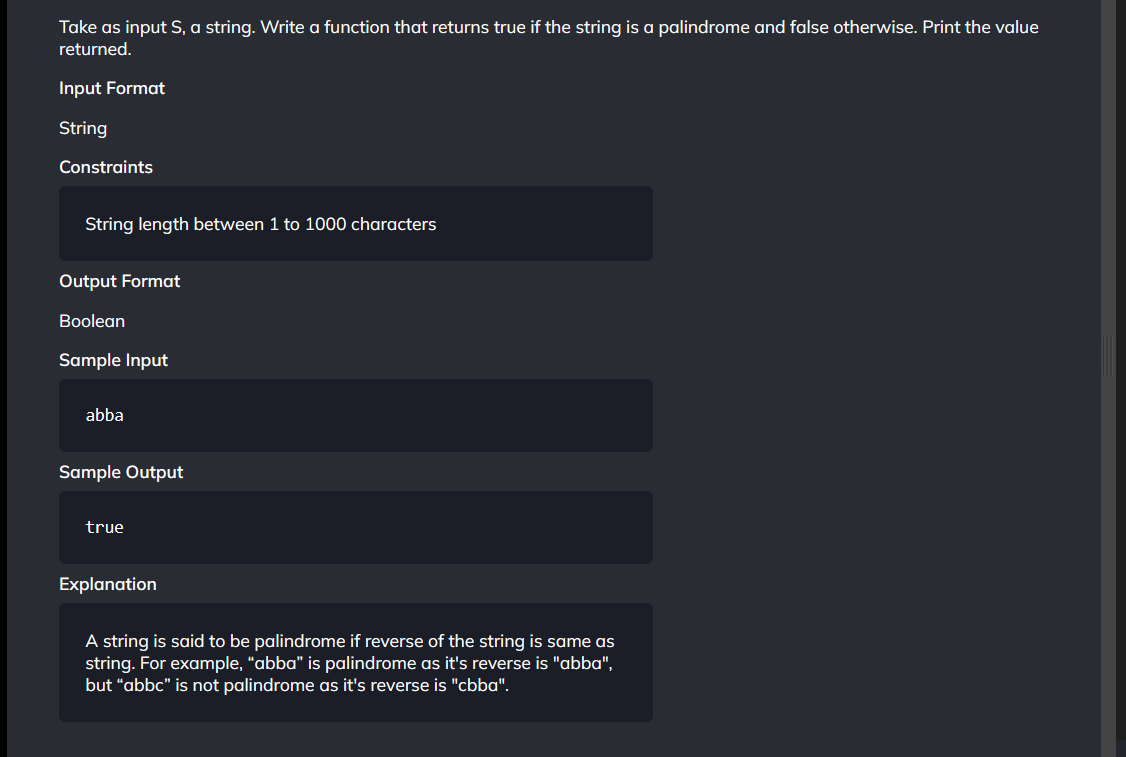 Take as input S, a string. Write a function that returns true if the string is a palindrome and false otherwise. Print the value
returned.
Input Format
String
Constraints
String length between 1 to 1000 characters
Output Format
Boolean
Sample Input
abba
Sample Output
true
Explanation
A string is said to be palindrome if reverse of the string is same as
string. For example, “abba” is palindrome as it's reverse is "abba",
but “abbc” is not palindrome as it's reverse is "cbba".